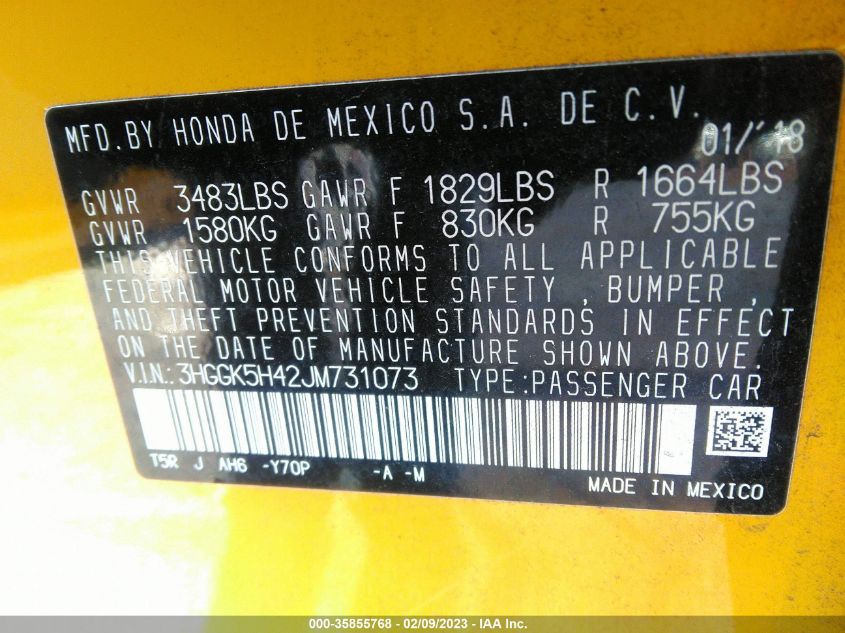 MFD.BY HONDA DE MEXICO S.A. DE C.V. 01/'18
GVWR 3483LBS GAWR F 1829LBS R 1664LBS
GVWR 1580KG GAWR F 830KG R 755KG
THIS VEHICLE CONFORMS TO ALL APPLICABLE
FEDERAL MOTOR VEHICLE SAFETY , BUMPER ,
AND THEFT PREVENTION STANDARDS IN EFFECT
ON THE DATE OF MANUFACTURE SHOWN ABOVE.
V.I.N.:3HGGK5H42JM731073 TYPE:PASSENGER CAR
T5R J AH6 -Y70P -A -M
MADE IN MEXICO
000-35855768 - 02/09/2023 - IAA Inc.